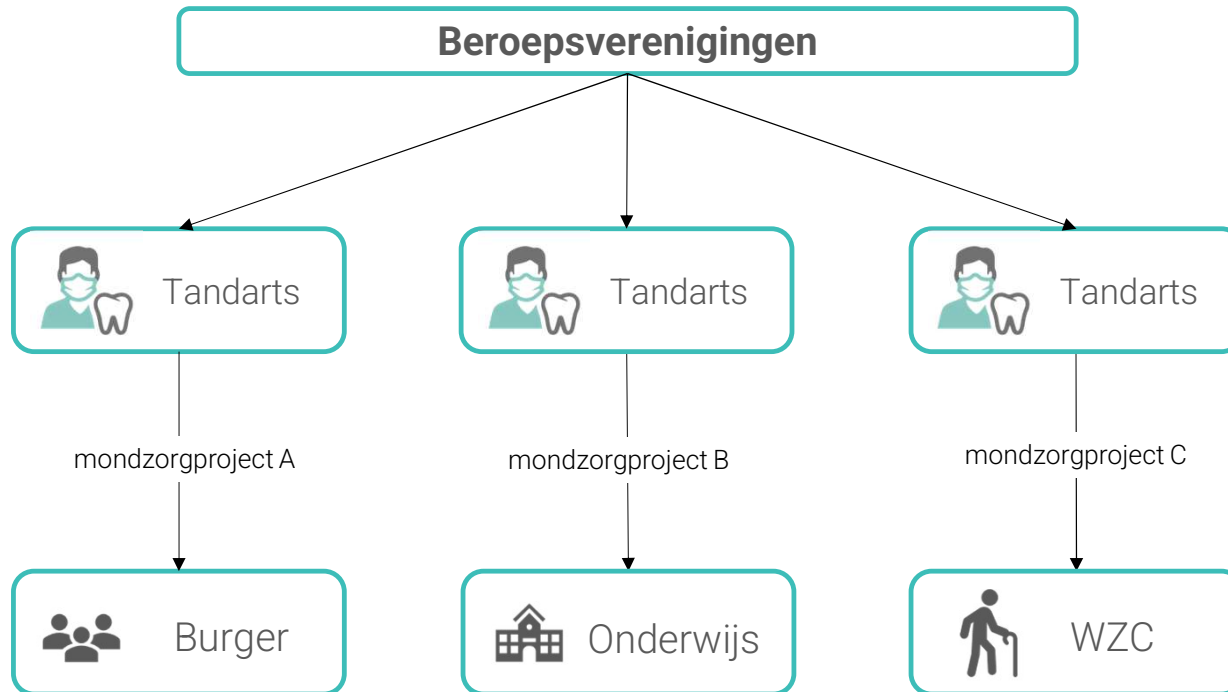 Beroepsverenigingen
Tandarts
Tandarts
Tandarts
mondzorgproject A
mondzorgproject B
mondzorgproject C
Burger
Onderwijs
WZC